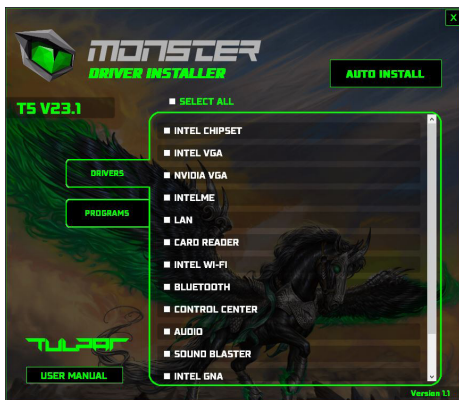 X
MONSTER
DRIVER INSTALLER
AUTO INSTALL
T5 V23.1
SELECT ALL
DRIVERS
PROGRAMS
INTEL CHIPSET
INTEL VGA
NVIDIA VGA
INTELME
LAN
CARD READER
INTEL WI-FI
BLUETOOTH
CONTROL CENTER
AUDIO
SOUND BLASTER
INTEL GNA
TULPAR
USER MANUAL
Version 1.1